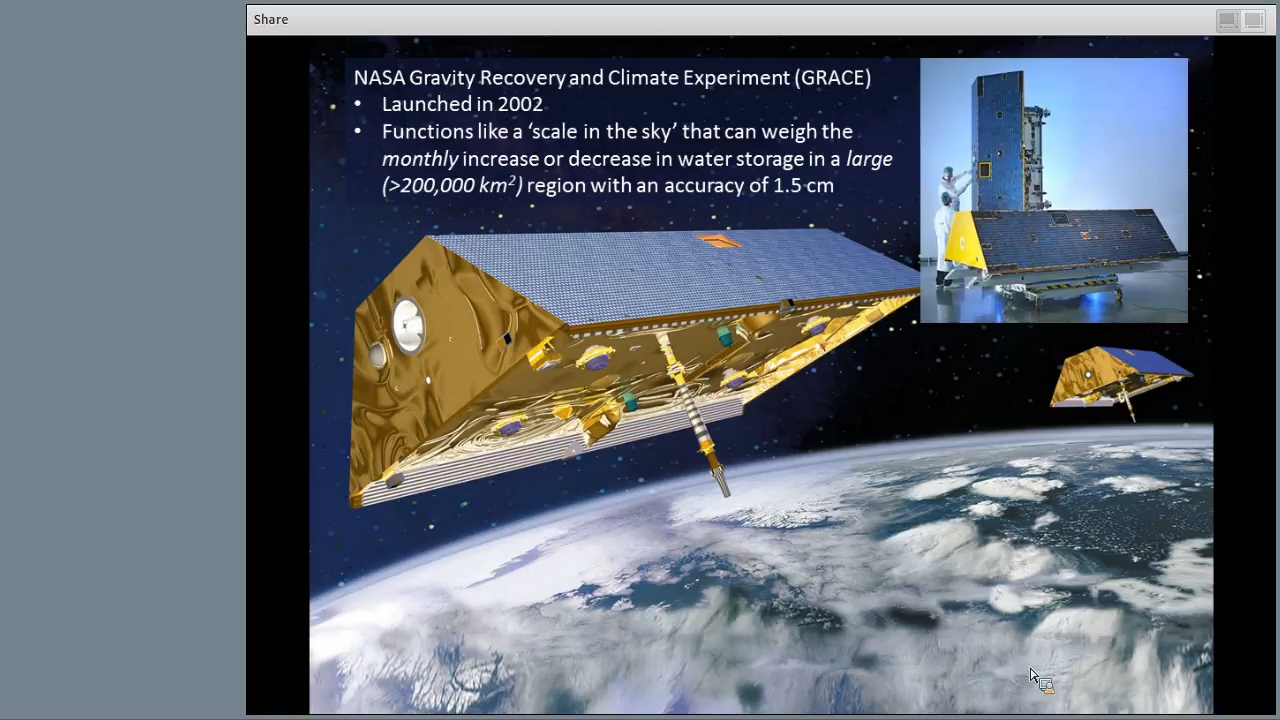 Share
NASA Gravity Recovery and Climate Experiment (GRACE)
• Launched in 2002
• Functions like a ‘scale in the sky’ that can weigh the
monthly increase or decrease in water storage in a large
(>200,000 km²) region with an accuracy of 1.5 cm